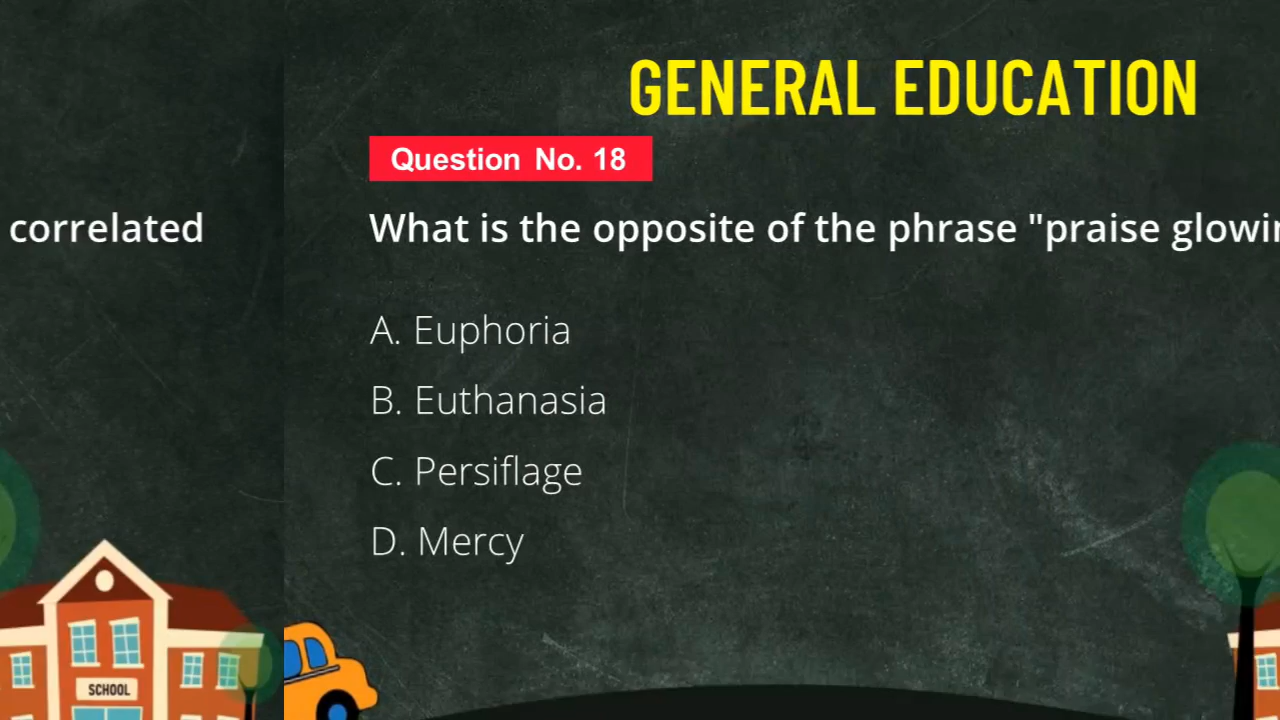 GENERAL EDUCATION
Question No. 18
correlated
What is the opposite of the phrase "praise
A. Euphoria
B. Euthanasia
C. Persiflage
D. Mercy
SCHOOL